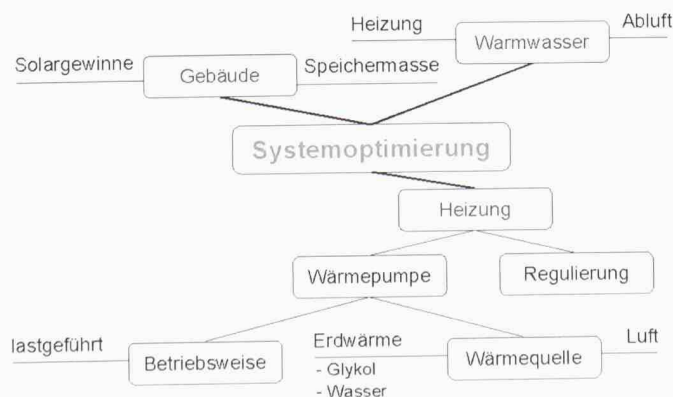 Heizung
Warmwasser
Abluft
Solargewinne
Gebäude
Speichermasse
Systemoptimierung
Heizung
Wärmepumpe
Regulierung
lastgeführt
Betriebsweise
Erdwärme
- Glykol
- Wasser
Wärmequelle
Luft